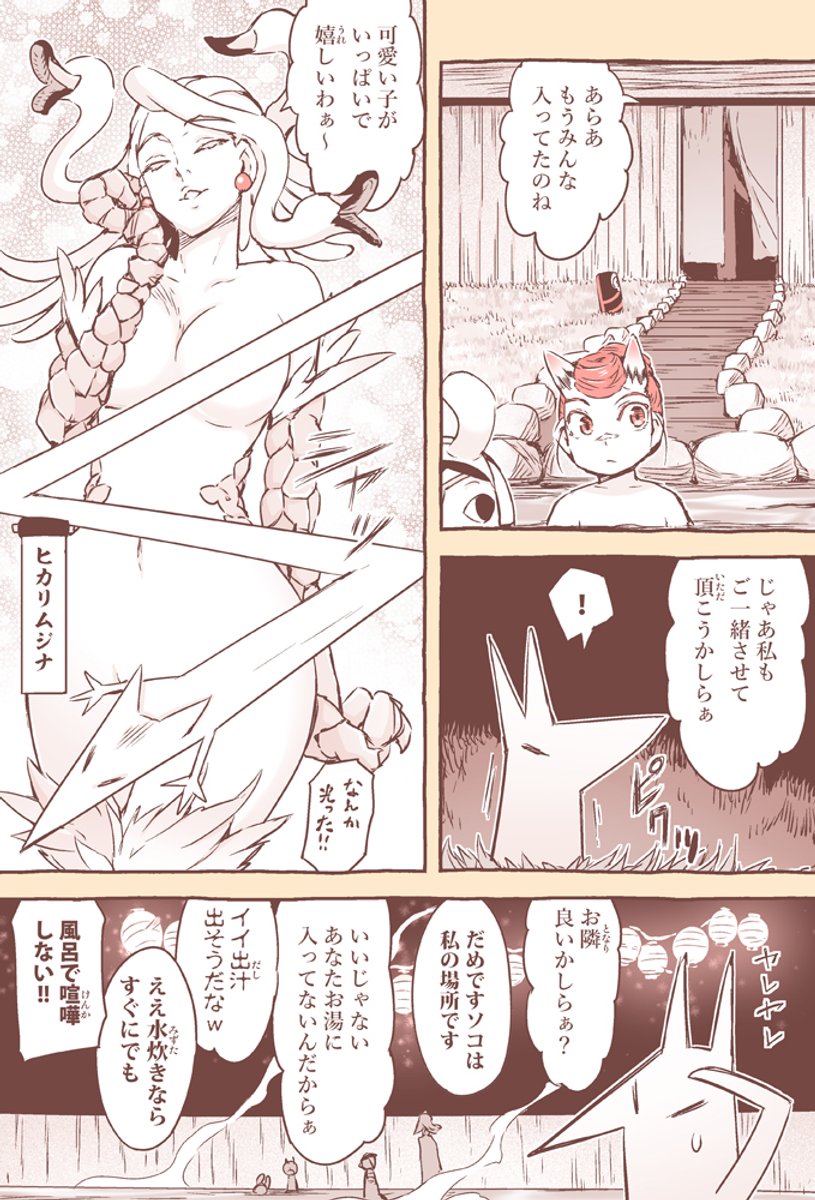 あらあ
もうみんな
入ってたのね
じゃあ私も
ご一緒させて
頂こうかしらぁ
!
ピクッ
可愛い子が
いっぱいで
嬉しいわぁ～
ヒカリムジナ
なんか
光った!!
ヤレヤレ
お隣
良いかしらぁ?
だめですソコは
私の場所です
いいじゃない
あなたお湯に
入ってないんだからぁ
イイ出汁
出そうだなw
ええ水炊きなら
すぐにでも
風呂で喧嘩
しない!!